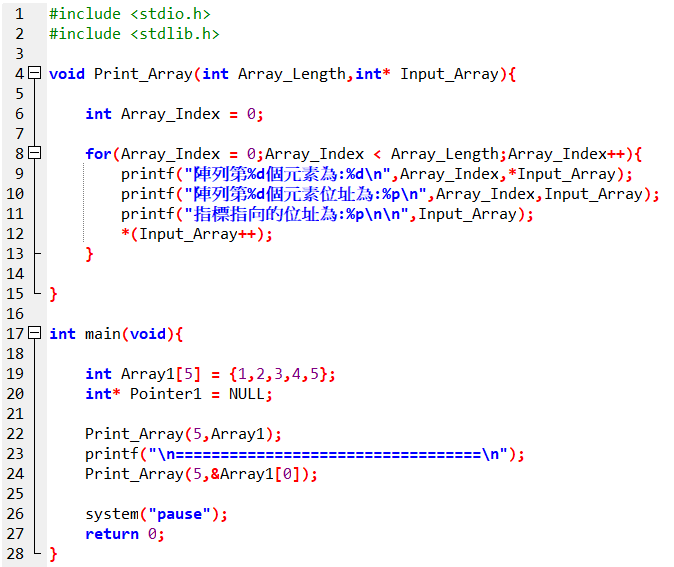 1 #include <stdio.h>
2 #include <stdlib.h>
3
4 void Print_Array(int Array_Length,int* Input_Array){
5
6 int Array_Index = 0;
7
8 for(Array_Index = 0;Array_Index < Array_Length;Array_Index++){
9 printf("陣列第%d個元素為:%d\n",Array_Index,*Input_Array);
10 printf("陣列第%d個元素位址為:%p\n",Array_Index,Input_Array);
11 printf("指標指向的位址為:%p\n\n",Input_Array);
12 *(Input_Array++);
13 }
14
15 }
16
17 int main(void){
18
19 int Array1[5] = {1,2,3,4,5};
20 int* Pointer1 = NULL;
21
22 Print_Array(5,Array1);
23 printf("\n==================================\n");
24 Print_Array(5,&Array1[0]);
25
26 system("pause");
27 return 0;
28 }